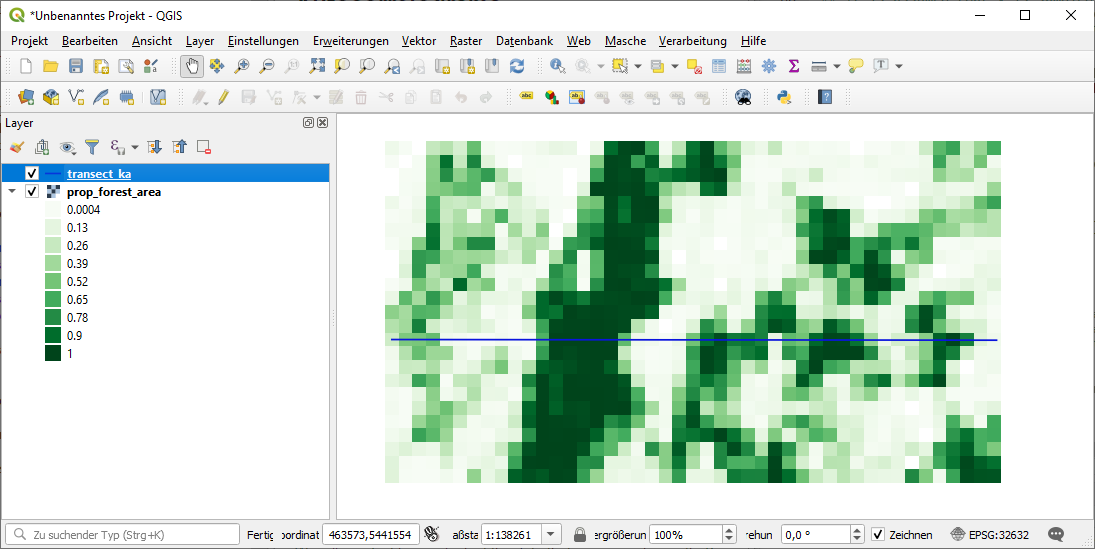 *Unbenanntes Projekt - QGIS
Projekt Bearbeiten Ansicht Layer Einstellungen Erweiterungen Vektor Raster Datenbank Web Masche Verarbeitung Hilfe
Layer
transect_ka
prop_forest_area
0.0004
0.13
0.26
0.39
0.52
0.65
0.78
0.9
1
Zu suchender Typ (Strg+K) Fertig oordinat 463573,5441554 aßsta 1:138261 ergrößerun 100% rehun 0,0 ° Zeichnen EPSG:32632